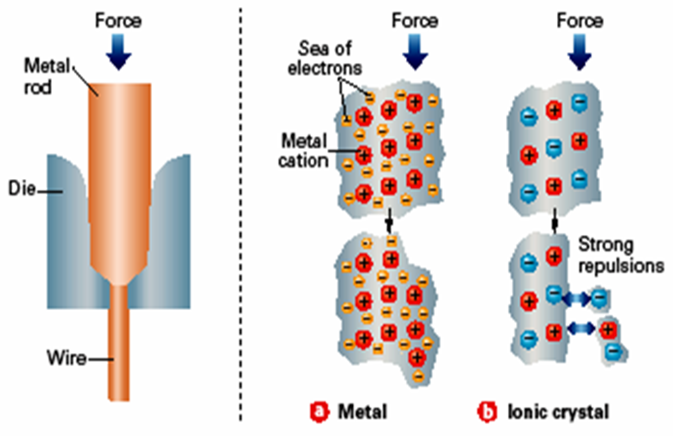 Force
Metal
rod
Die
Wire
Force
Sea of
electrons
Metal
cation
a Metal
Force
Strong
repulsions
b Ionic crystal